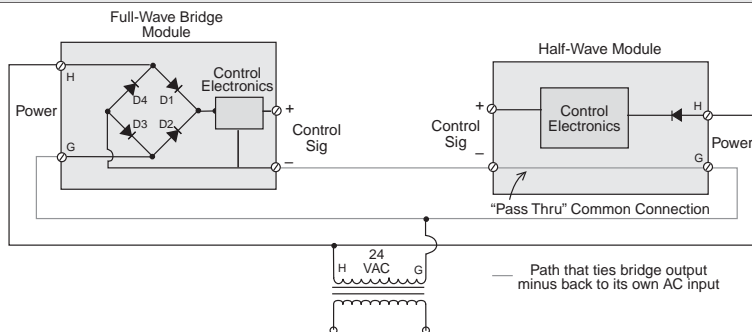 Full-Wave Bridge
Module
Half-Wave Module
H
Power
G
D4
D1
D3
D2
Control
Electronics
+
Control
Sig
–
+
Control
Sig
–
Control
Electronics
H
Power
G
"Pass Thru" Common Connection
24
VAC
H
G
Path that ties bridge output
minus back to its own AC input